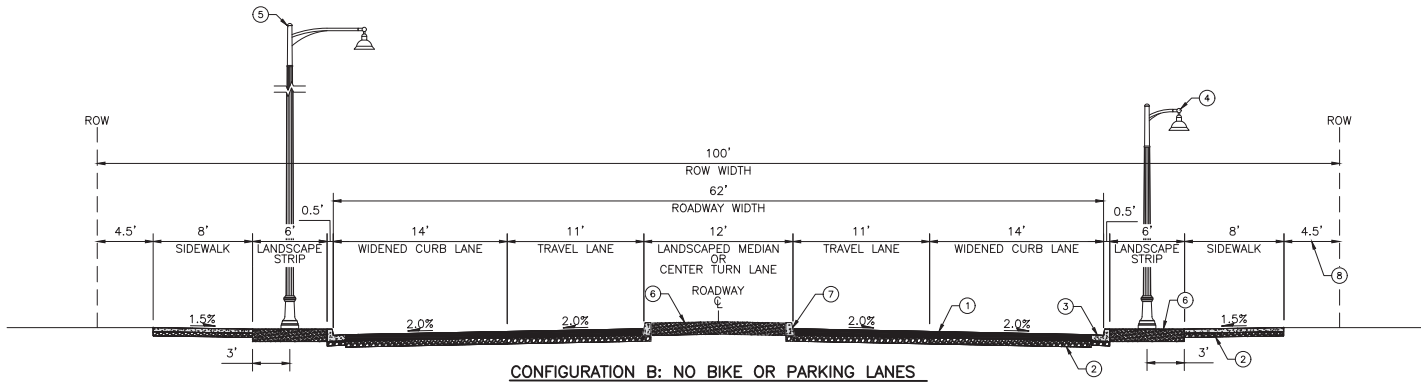 5
4
ROW
ROW
100'
ROW WIDTH
62'
ROADWAY WIDTH
0.5'
0.5'
4.5'
8'
6'
14'
11'
12'
11'
14'
6'
8'
4.5'
SIDEWALK
LANDSCAPE
STRIP
WIDENED CURB LANE
TRAVEL LANE
LANDSCAPED MEDIAN
OR
CENTER TURN LANE
TRAVEL LANE
WIDENED CURB LANE
LANDSCAPE
STRIP
SIDEWALK
8
ROADWAY
℄
6
7
1
3
6
1.5%
2.0%
2.0%
2.0%
2.0%
1.5%
3'
2
2
3'
CONFIGURATION B: NO BIKE OR PARKING LANES